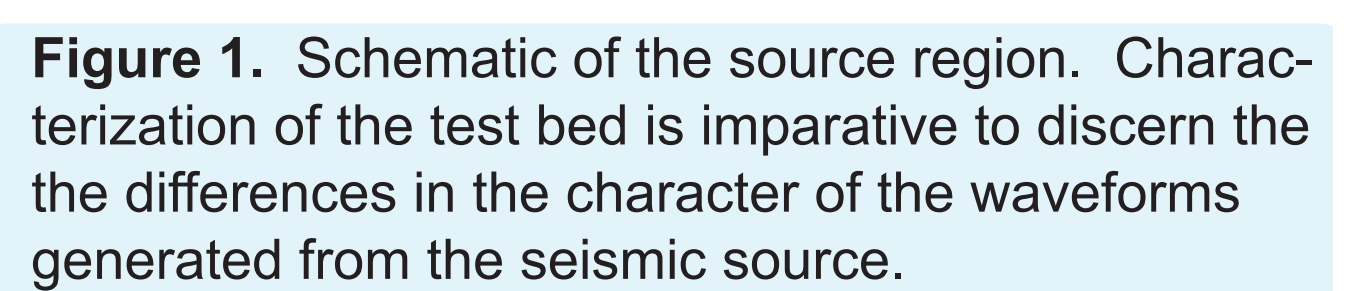 Figure 1. Schematic of the source region. Charac-
terization of the test bed is imparative to discern the
the differences in the character of the waveforms
generated from the seismic source.